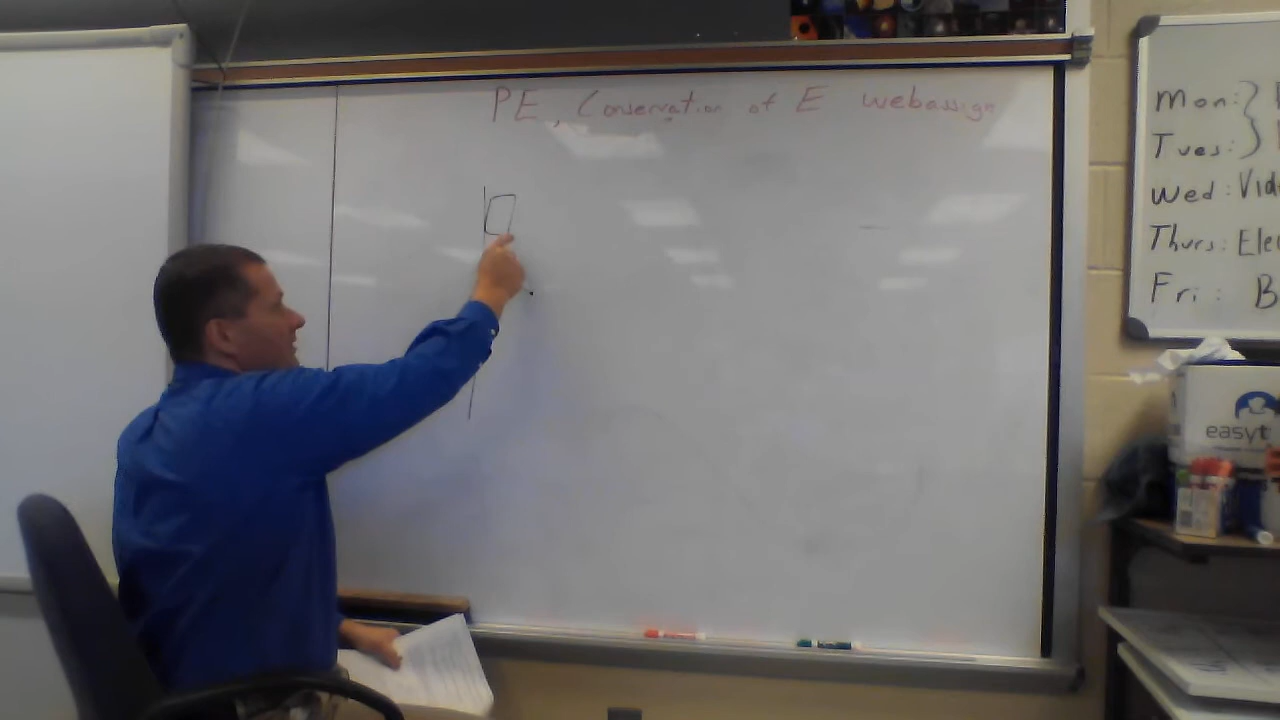 PE, Conservation of E webassign
Mon:
Tues:
Wed: Vid
Thurs: Ele
Fri: B
easyt